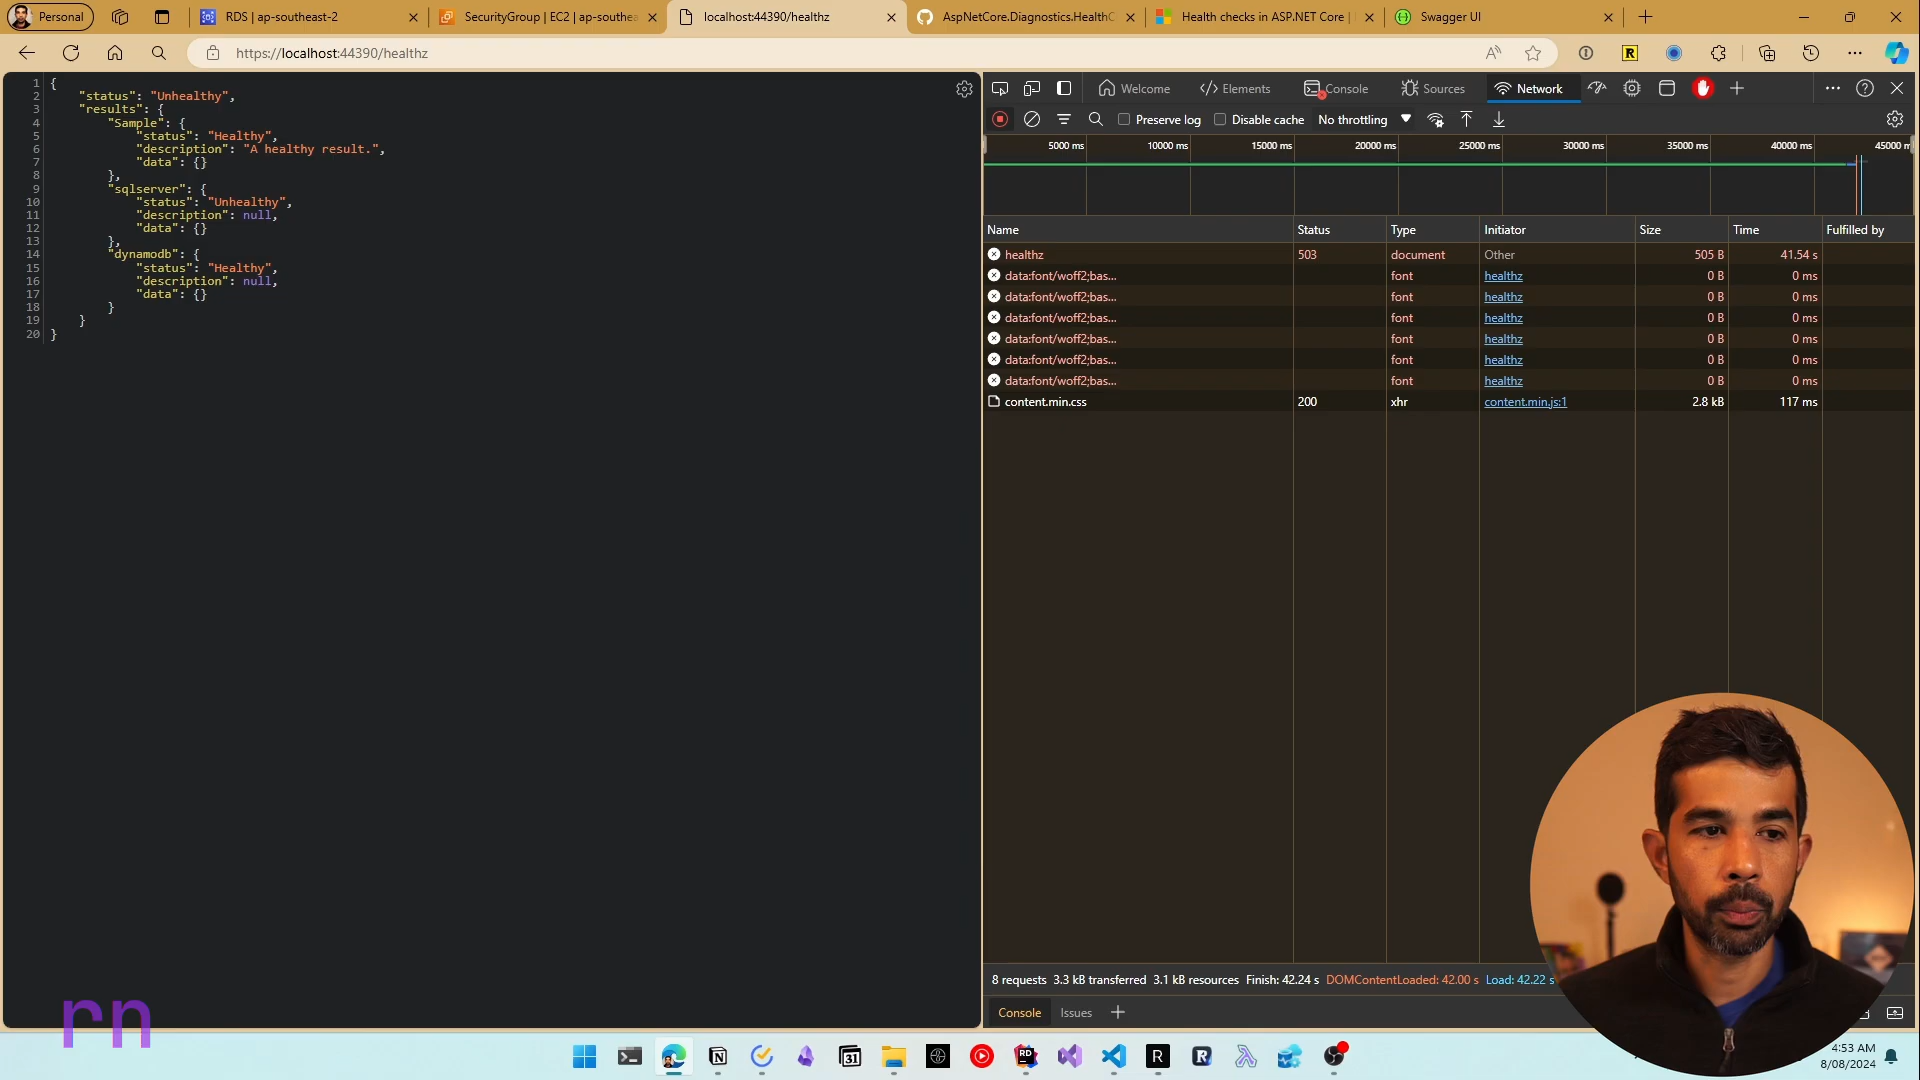 Personal
RDS | ap-southeast-2
SecurityGroup | EC2 | ap-southea
localhost:44390/healthz
AspNetCore.Diagnostics.HealthC
Health checks in ASP.NET Core |
Swagger UI
https://localhost:44390/healthz
1 {
2 "status": "Unhealthy",
3 "results": {
4 "Sample": {
5 "status": "Healthy",
6 "description": "A healthy result.",
7 "data": {}
8 },
9 "sqlserver": {
10 "status": "Unhealthy",
11 "description": null,
12 "data": {}
13 },
14 "dynamodb": {
15 "status": "Healthy",
16 "description": null,
17 "data": {}
18 }
19 }
20 }
Welcome
Elements
Console
Sources
Network
Preserve log
Disable cache
No throttling
5000 ms 10000 ms 15000 ms 20000 ms 25000 ms 30000 ms 35000 ms 40000 ms 45000 m
Name Status Type Initiator Size Time Fulfilled by
healthz 503 document Other 505 B 41.54 s
data:font/woff2;bas... font healthz 0 B 0 ms
data:font/woff2;bas... font healthz 0 B 0 ms
data:font/woff2;bas... font healthz 0 B 0 ms
data:font/woff2;bas... font healthz 0 B 0 ms
data:font/woff2;bas... font healthz 0 B 0 ms
data:font/woff2;bas... font healthz 0 B 0 ms
content.min.css 200 xhr content.min.js:1 2.8 kB 117 ms
8 requests 3.3 kB transferred 3.1 kB resources Finish: 42.24 s DOMContentLoaded: 42.00 s Load: 42.22 s
Console
Issues
rn
31
RD
R
R
4:53 AM
8/08/2024